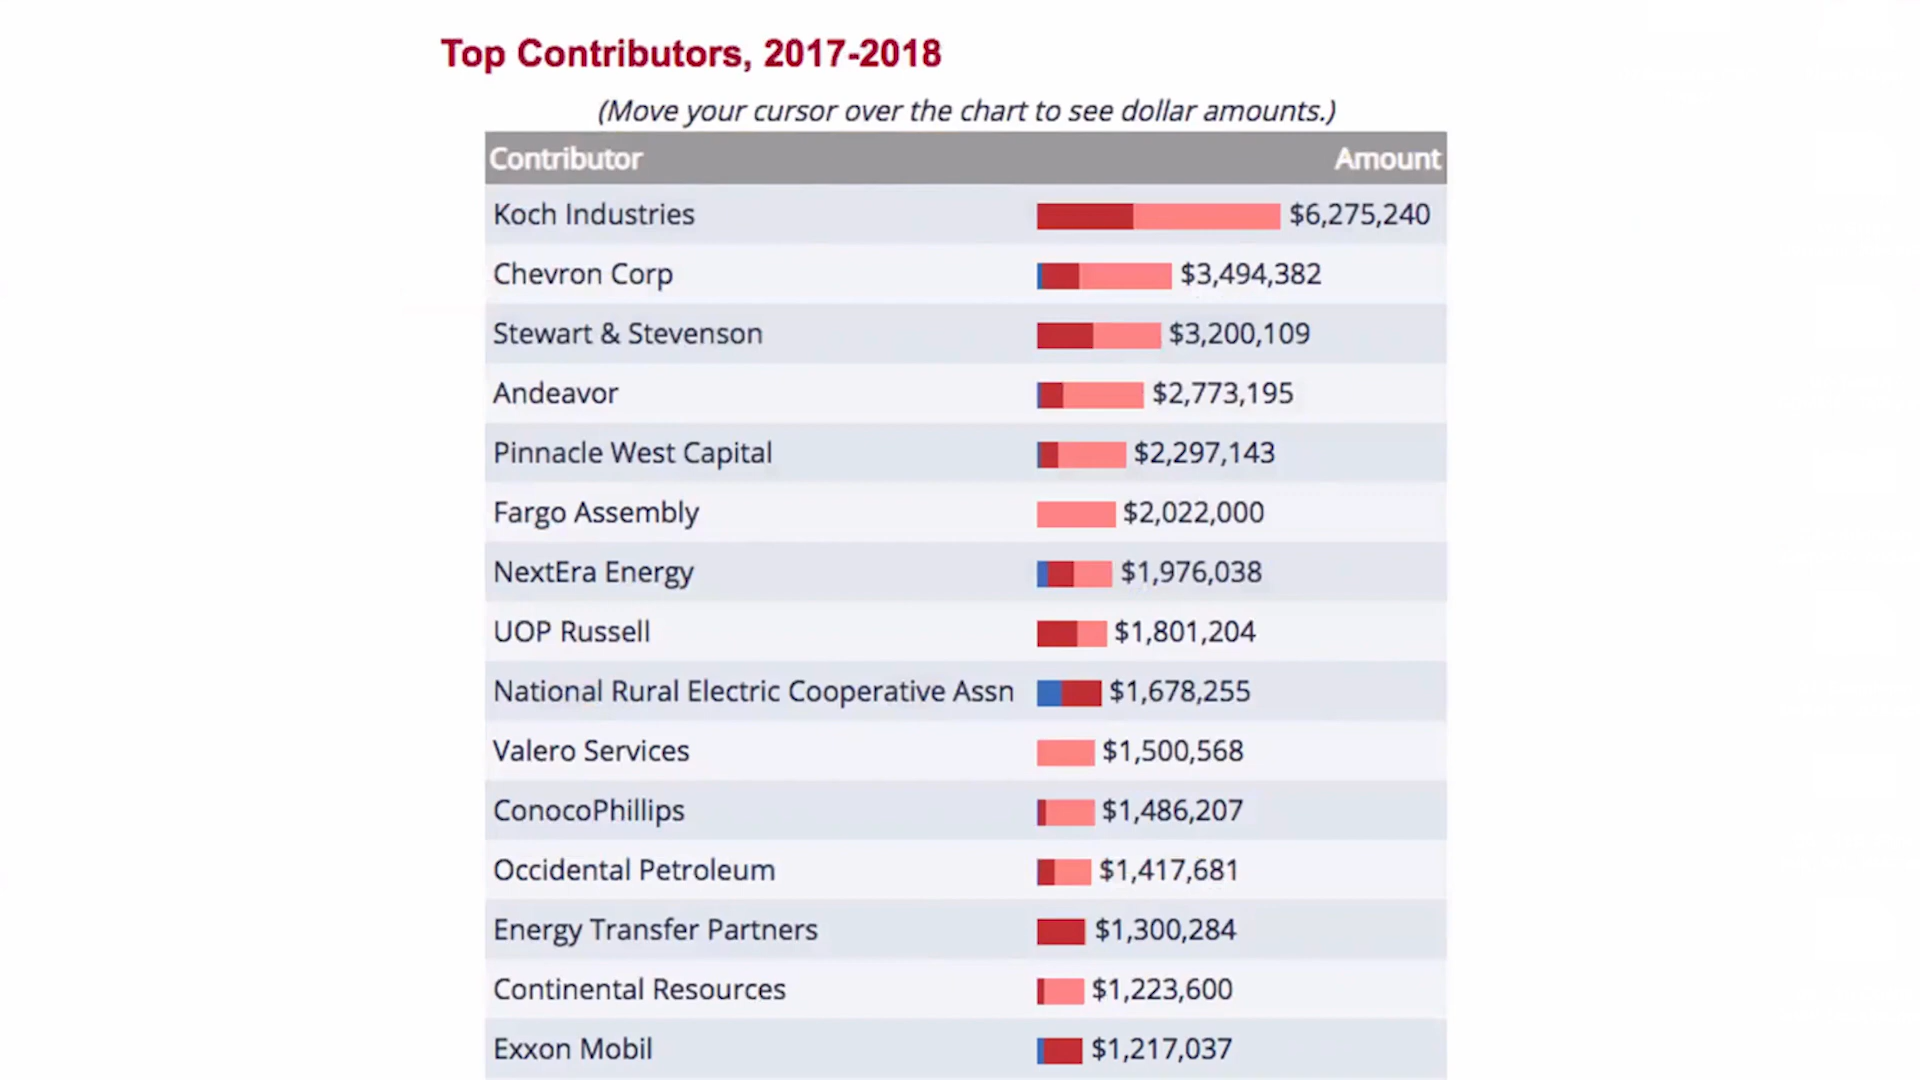 Top Contributors, 2017-2018
(Move your cursor over the chart to see dollar amounts.)
Contributor Amount
Koch Industries $6,275,240
Chevron Corp $3,494,382
Stewart & Stevenson $3,200,109
Andeavor $2,773,195
Pinnacle West Capital $2,297,143
Fargo Assembly $2,022,000
NextEra Energy $1,976,038
UOP Russell $1,801,204
National Rural Electric Cooperative Assn $1,678,255
Valero Services $1,500,568
ConocoPhillips $1,486,207
Occidental Petroleum $1,417,681
Energy Transfer Partners $1,300,284
Continental Resources $1,223,600
Exxon Mobil $1,217,037